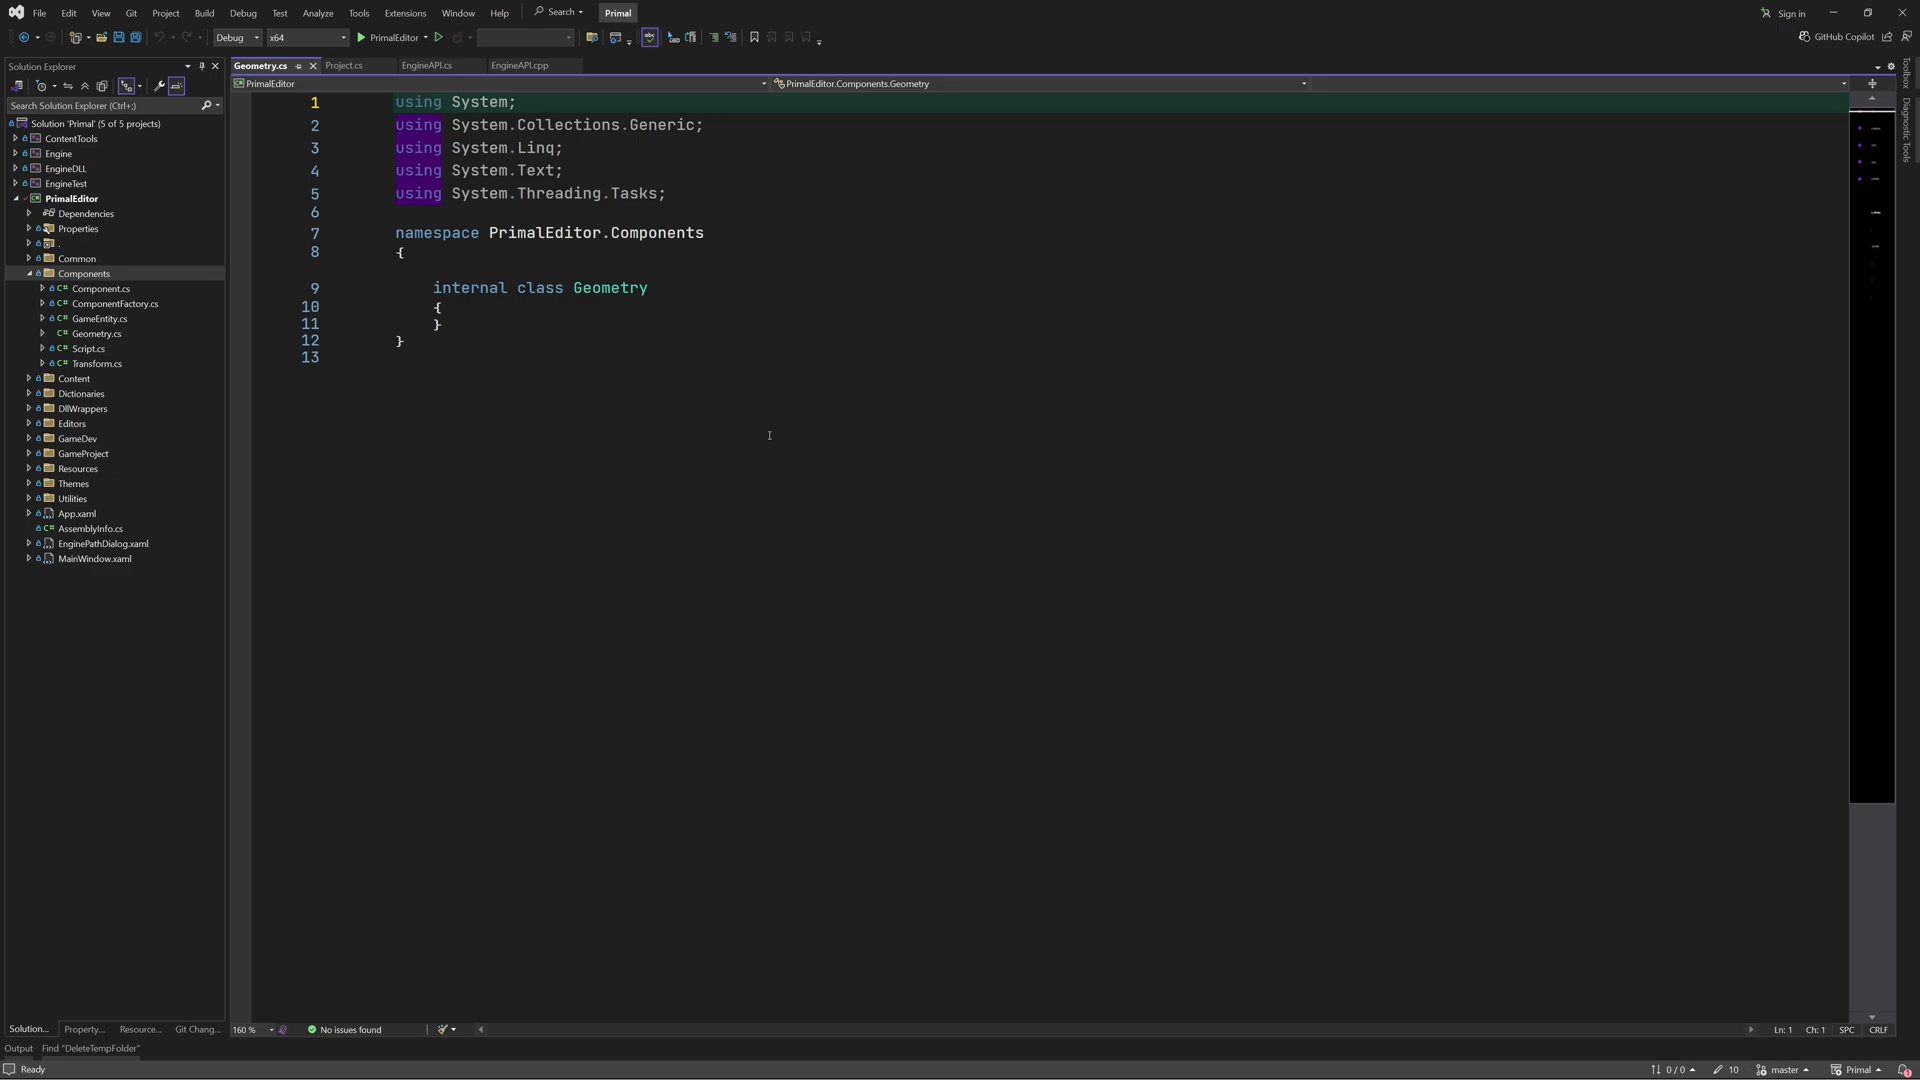 File Edit View Git Project Build Debug Test Analyze Tools Extensions Window Help Search Primal Sign in
Debug x64 PrimalEditor GitHub Copilot
Solution Explorer
Search Solution Explorer (Ctrl+;)
Solution 'Primal' (5 of 5 projects)
ContentTools
Engine
EngineDLL
EngineTest
PrimalEditor
Dependencies
Properties
.
Common
Components
Component.cs
ComponentFactory.cs
GameEntity.cs
Geometry.cs
Script.cs
Transform.cs
Content
Dictionaries
DllWrappers
Editors
GameDev
GameProject
Resources
Themes
Utilities
App.xaml
AssemblyInfo.cs
EnginePathDialog.xaml
MainWindow.xaml
Solution... Property... Resource... Git Chang...
Geometry.cs Project.cs EngineAPI.cs EngineAPI.cpp
PrimalEditor PrimalEditor.Components.Geometry
1 using System;
2 using System.Collections.Generic;
3 using System.Linq;
4 using System.Text;
5 using System.Threading.Tasks;
6
7 namespace PrimalEditor.Components
8 {
9 internal class Geometry
10 {
11 }
12 }
13
160 % No issues found Ln: 1 Ch: 1 SPC CRLF
Toolbox
Diagnostic Tools
Output Find "DeleteTempFolder"
Ready 0 / 0 10 master Primal